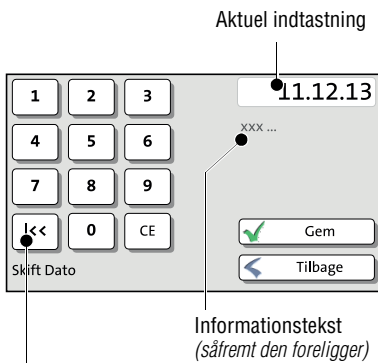 Aktuel indtastning
1 2 3 11.12.13
xxx ...
4 5 6
7 8 9
I<< 0 CE Gem
Skift Dato Tilbage
Informationstekst
(såfremt den foreligger)